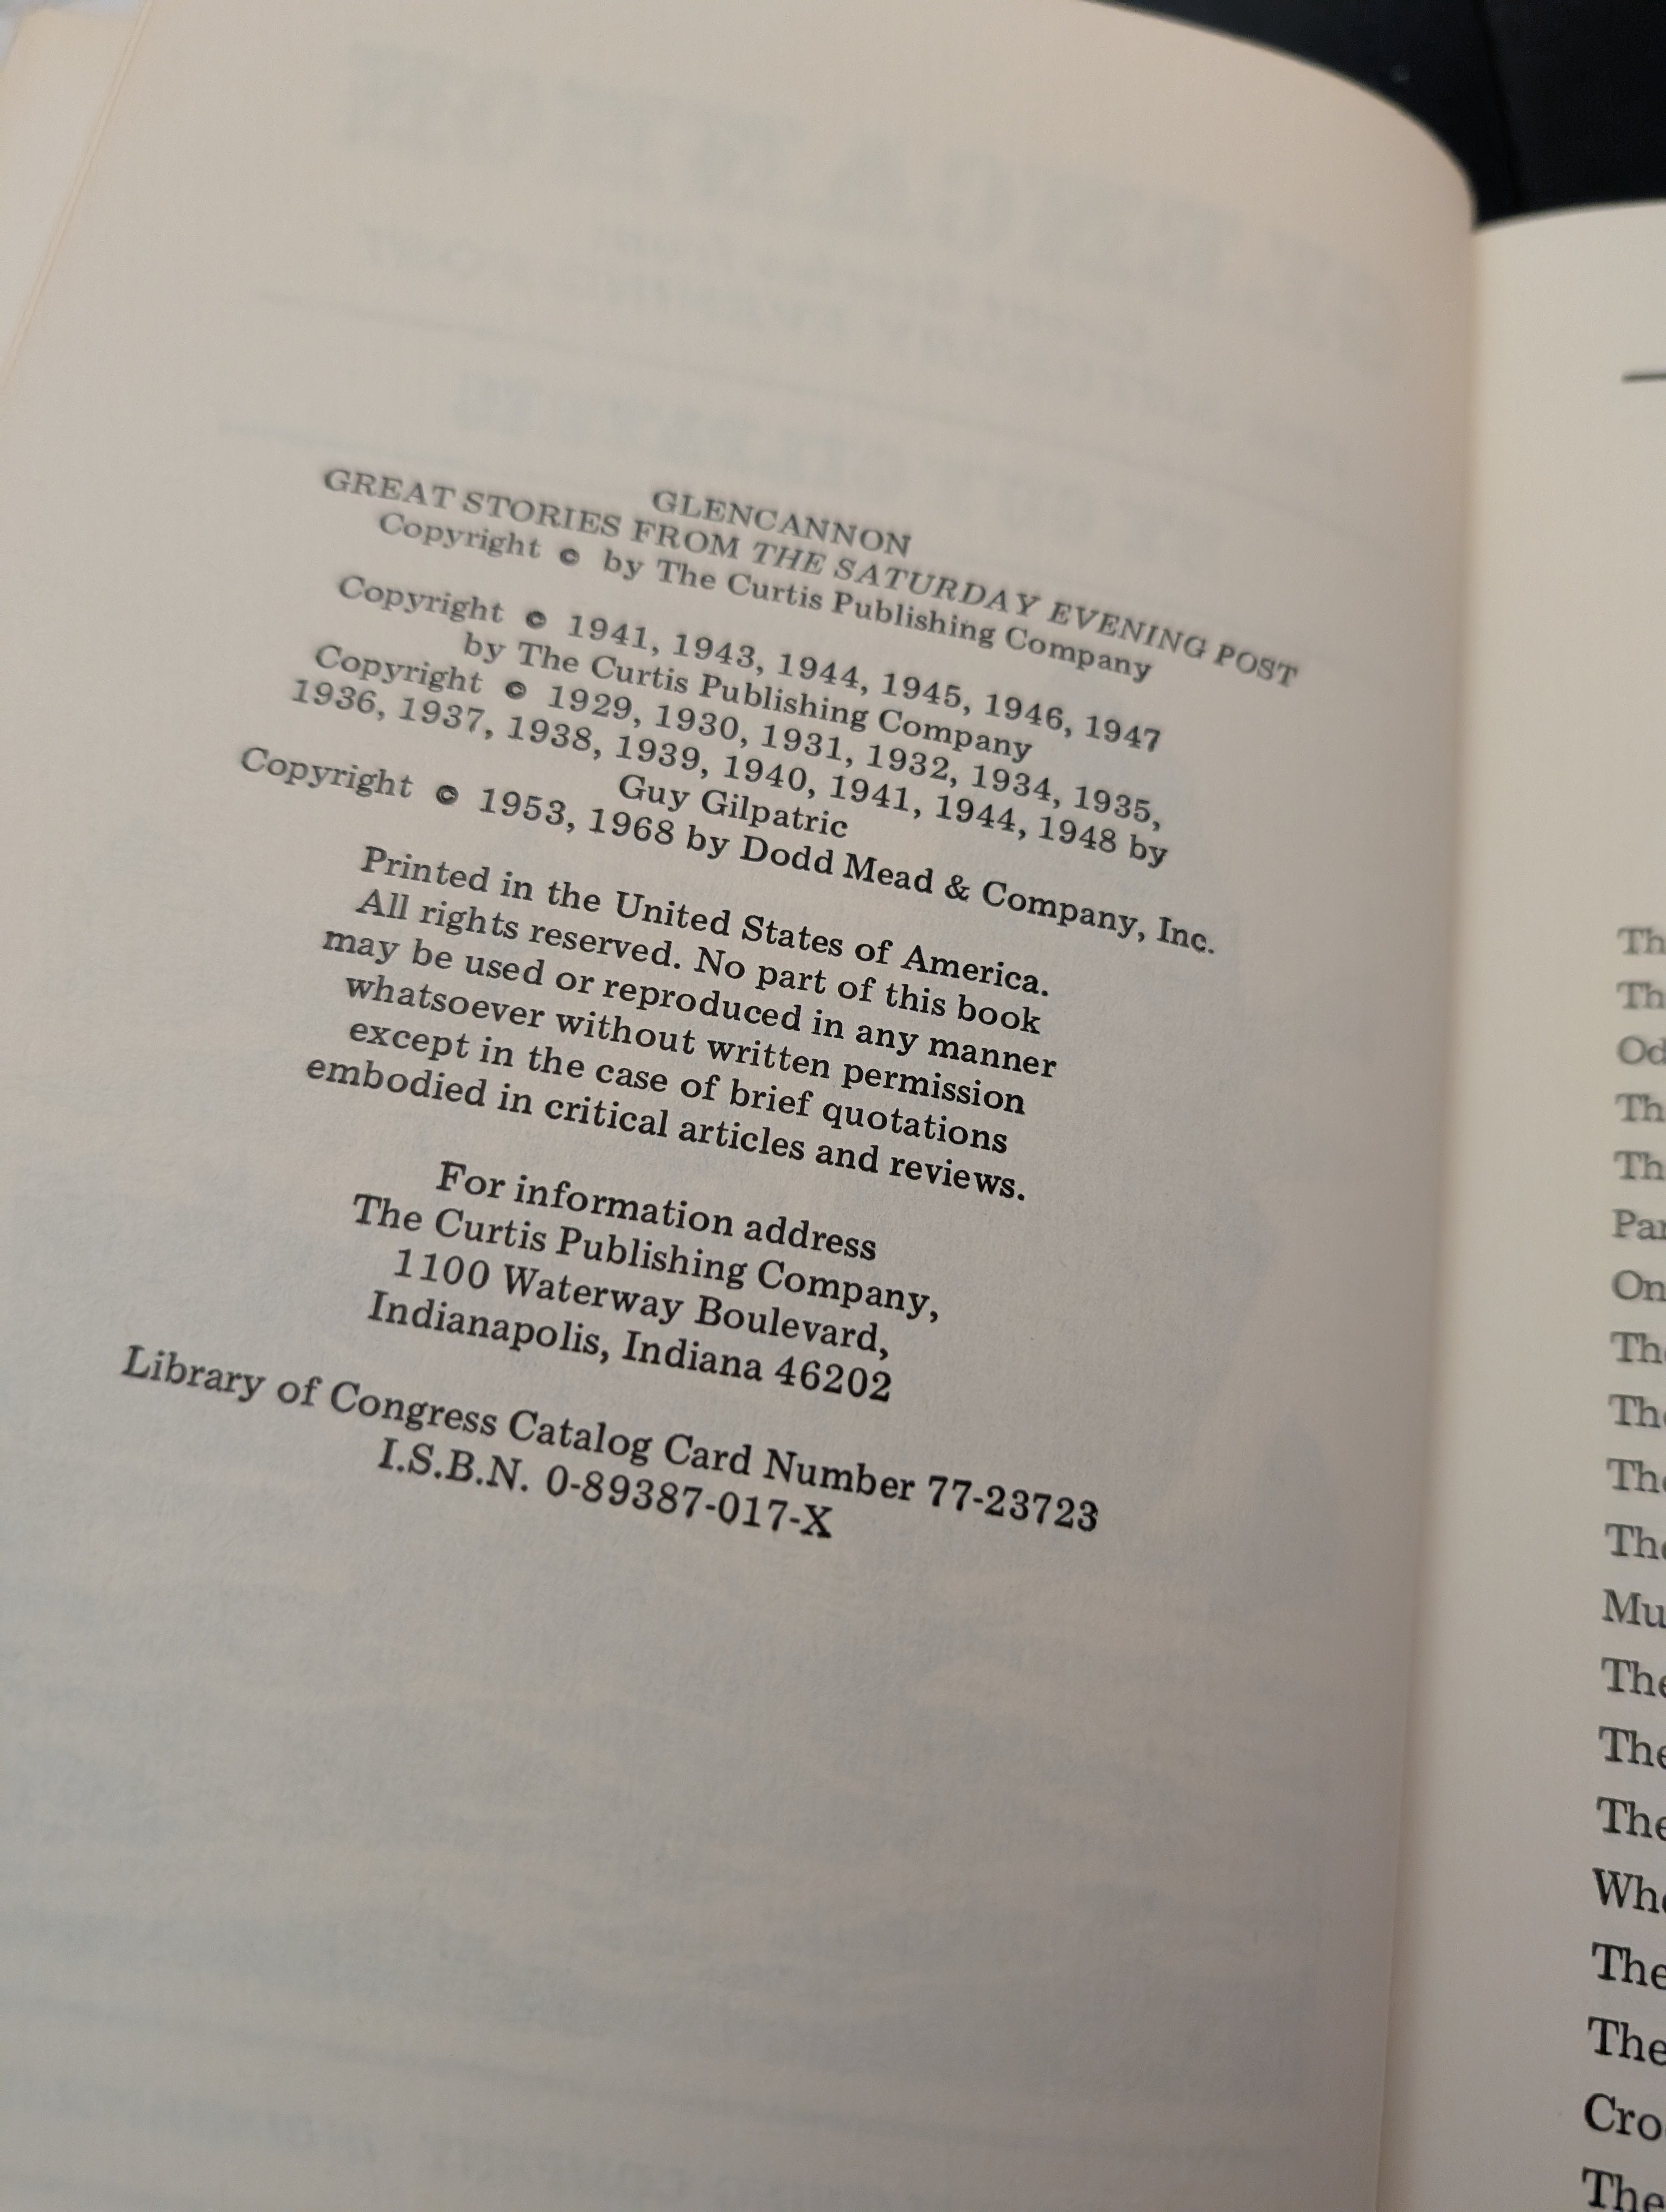 GLENCANNON
GREAT STORIES FROM THE SATURDAY EVENING POST
Copyright © by The Curtis Publishing Company
Copyright © 1941, 1943, 1944, 1945, 1946, 1947
by The Curtis Publishing Company
Copyright © 1929, 1930, 1931, 1932, 1934, 1935,
1936, 1937, 1938, 1939, 1940, 1941, 1944, 1948 by
Guy Gilpatric
Copyright © 1953, 1968 by Dodd Mead & Company, Inc.
Printed in the United States of America.
All rights reserved. No part of this book
may be used or reproduced in any manner
whatsoever without written permission
except in the case of brief quotations
embodied in critical articles and reviews.
For information address
The Curtis Publishing Company,
1100 Waterway Boulevard,
Indianapolis, Indiana 46202
Library of Congress Catalog Card Number 77-23723
I.S.B.N. 0-89387-017-X